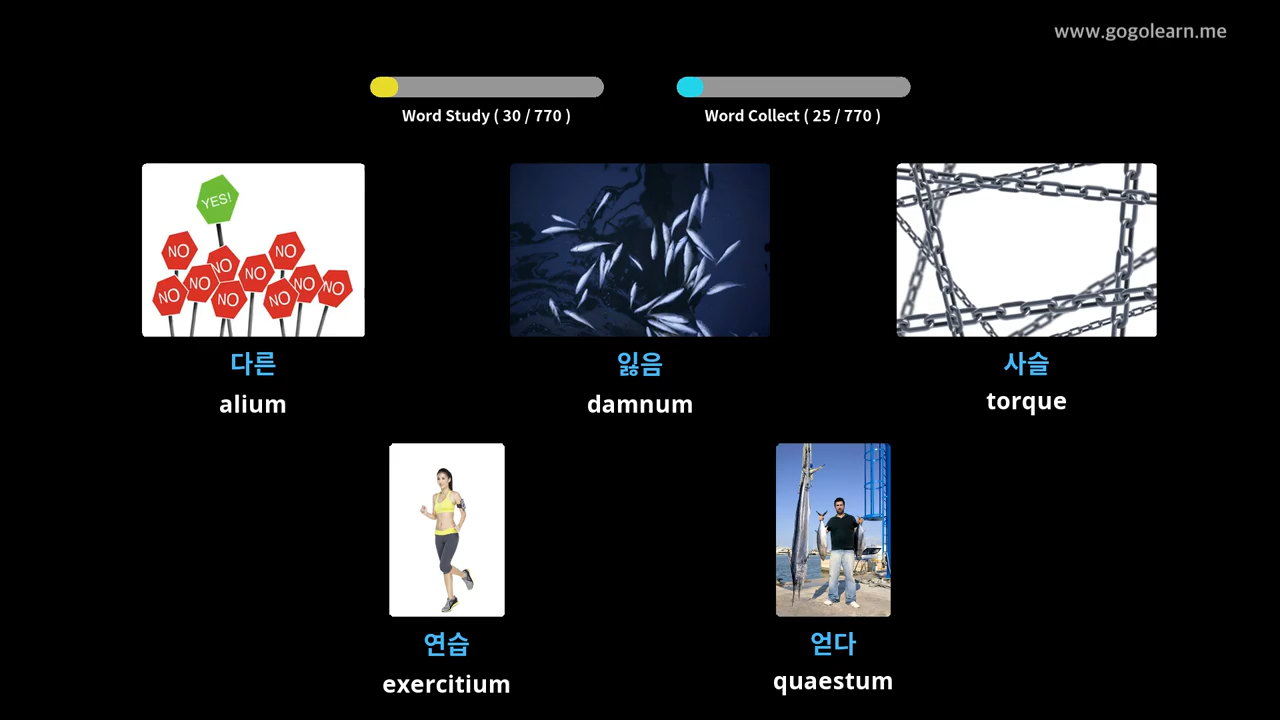 www.gogolearn.me
Word Study ( 30 / 770 )
Word Collect ( 25 / 770 )
YES!
NO
NO
NO
NO
NO
NO
NO
NO
NO
NO
다른
alium
잃음
damnum
사슬
torque
연습
exercitium
얻다
quaestum